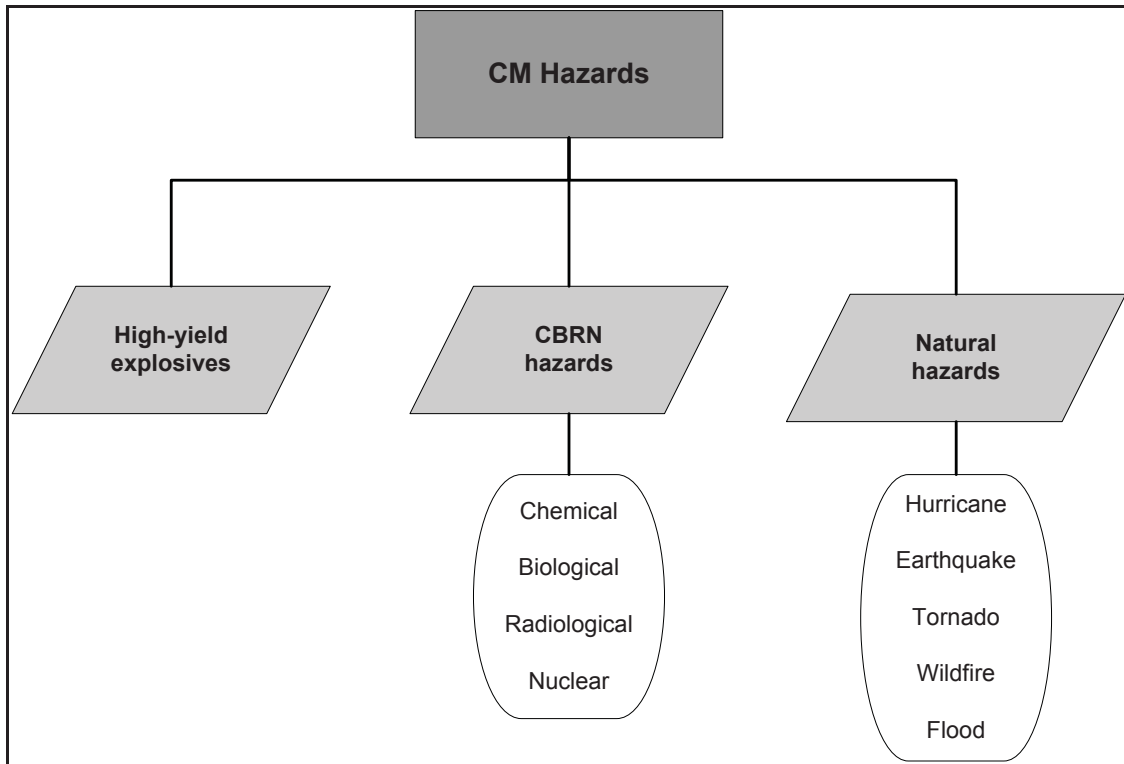 CM Hazards
High-yield
explosives
CBRN
hazards
Natural
hazards
Chemical
Biological
Radiological
Nuclear
Hurricane
Earthquake
Tornado
Wildfire
Flood